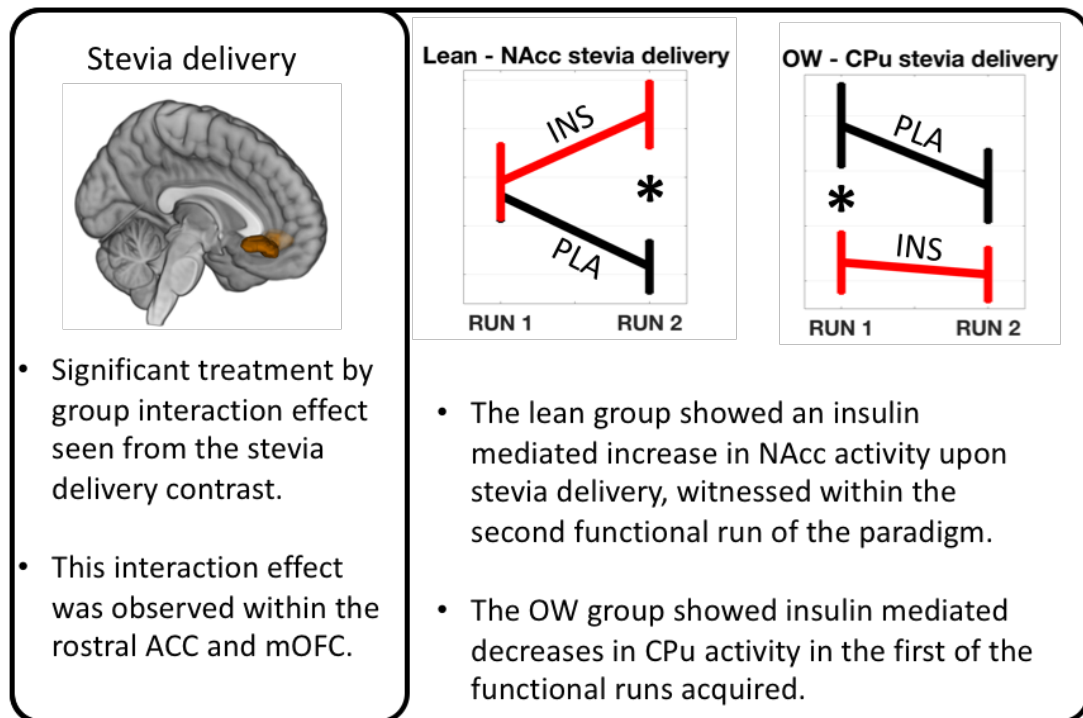 Stevia delivery
• Significant treatment by
group interaction effect
seen from the stevia
delivery contrast.
• This interaction effect
was observed within the
rostral ACC and mOFC.
Lean - NAcc stevia delivery
INS
*
PLA
RUN 1 RUN 2
OW - CPu stevia delivery
PLA
*
INS
RUN 1 RUN 2
• The lean group showed an insulin
mediated increase in NAcc activity upon
stevia delivery, witnessed within the
second functional run of the paradigm.
• The OW group showed insulin mediated
decreases in CPu activity in the first of the
functional runs acquired.